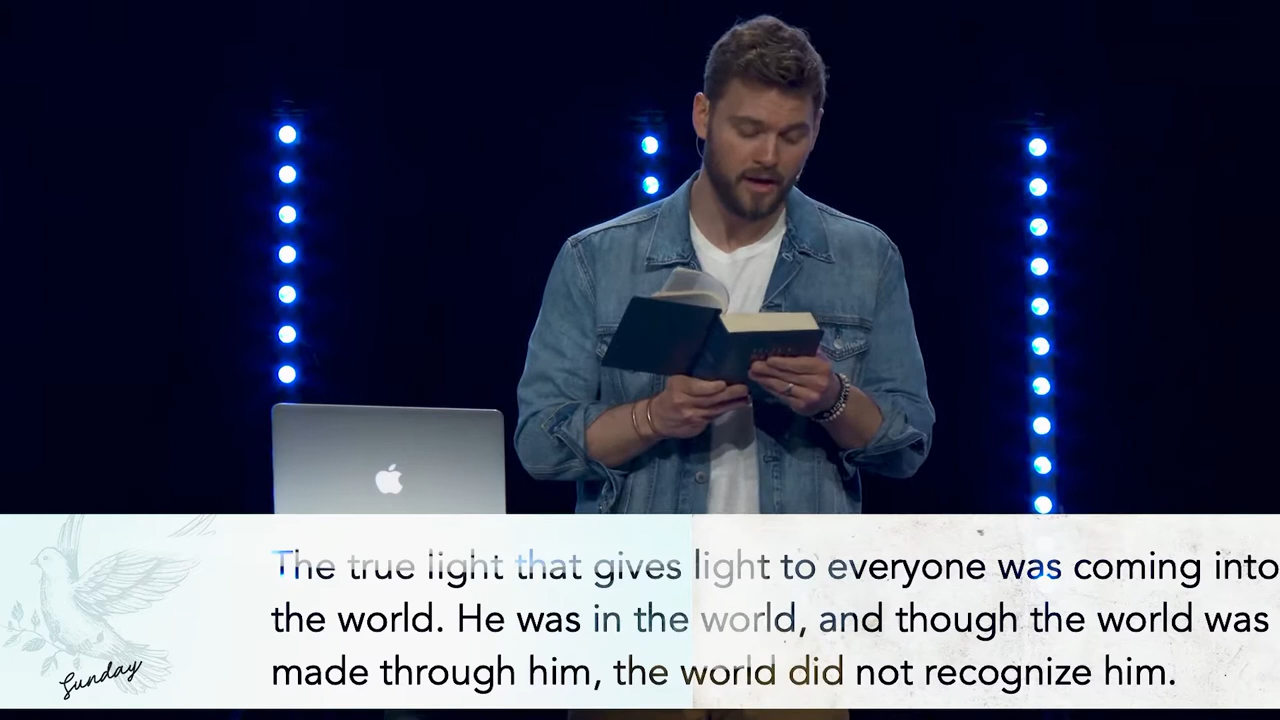 The true light that gives light to everyone was coming into
the world. He was in the world, and though the world was
made through him, the world did not recognize him.
Sunday